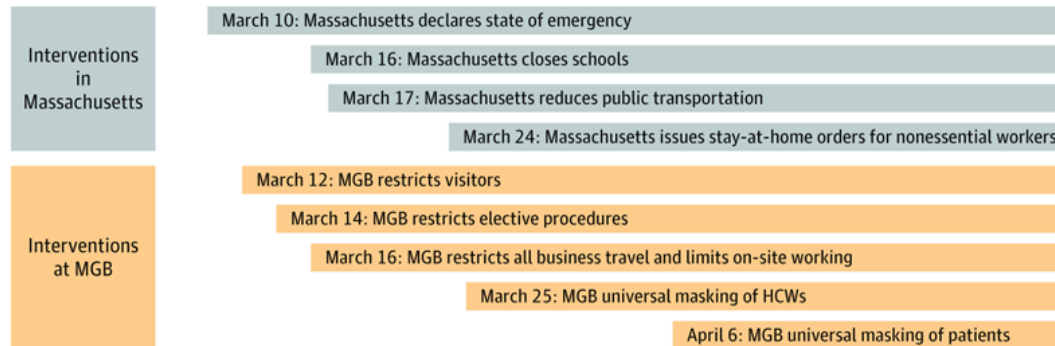 Interventions
in
Massachusetts
March 10: Massachusetts declares state of emergency
March 16: Massachusetts closes schools
March 17: Massachusetts reduces public transportation
March 24: Massachusetts issues stay-at-home orders for nonessential workers
Interventions
at MGB
March 12: MGB restricts visitors
March 14: MGB restricts elective procedures
March 16: MGB restricts all business travel and limits on-site working
March 25: MGB universal masking of HCWs
April 6: MGB universal masking of patients